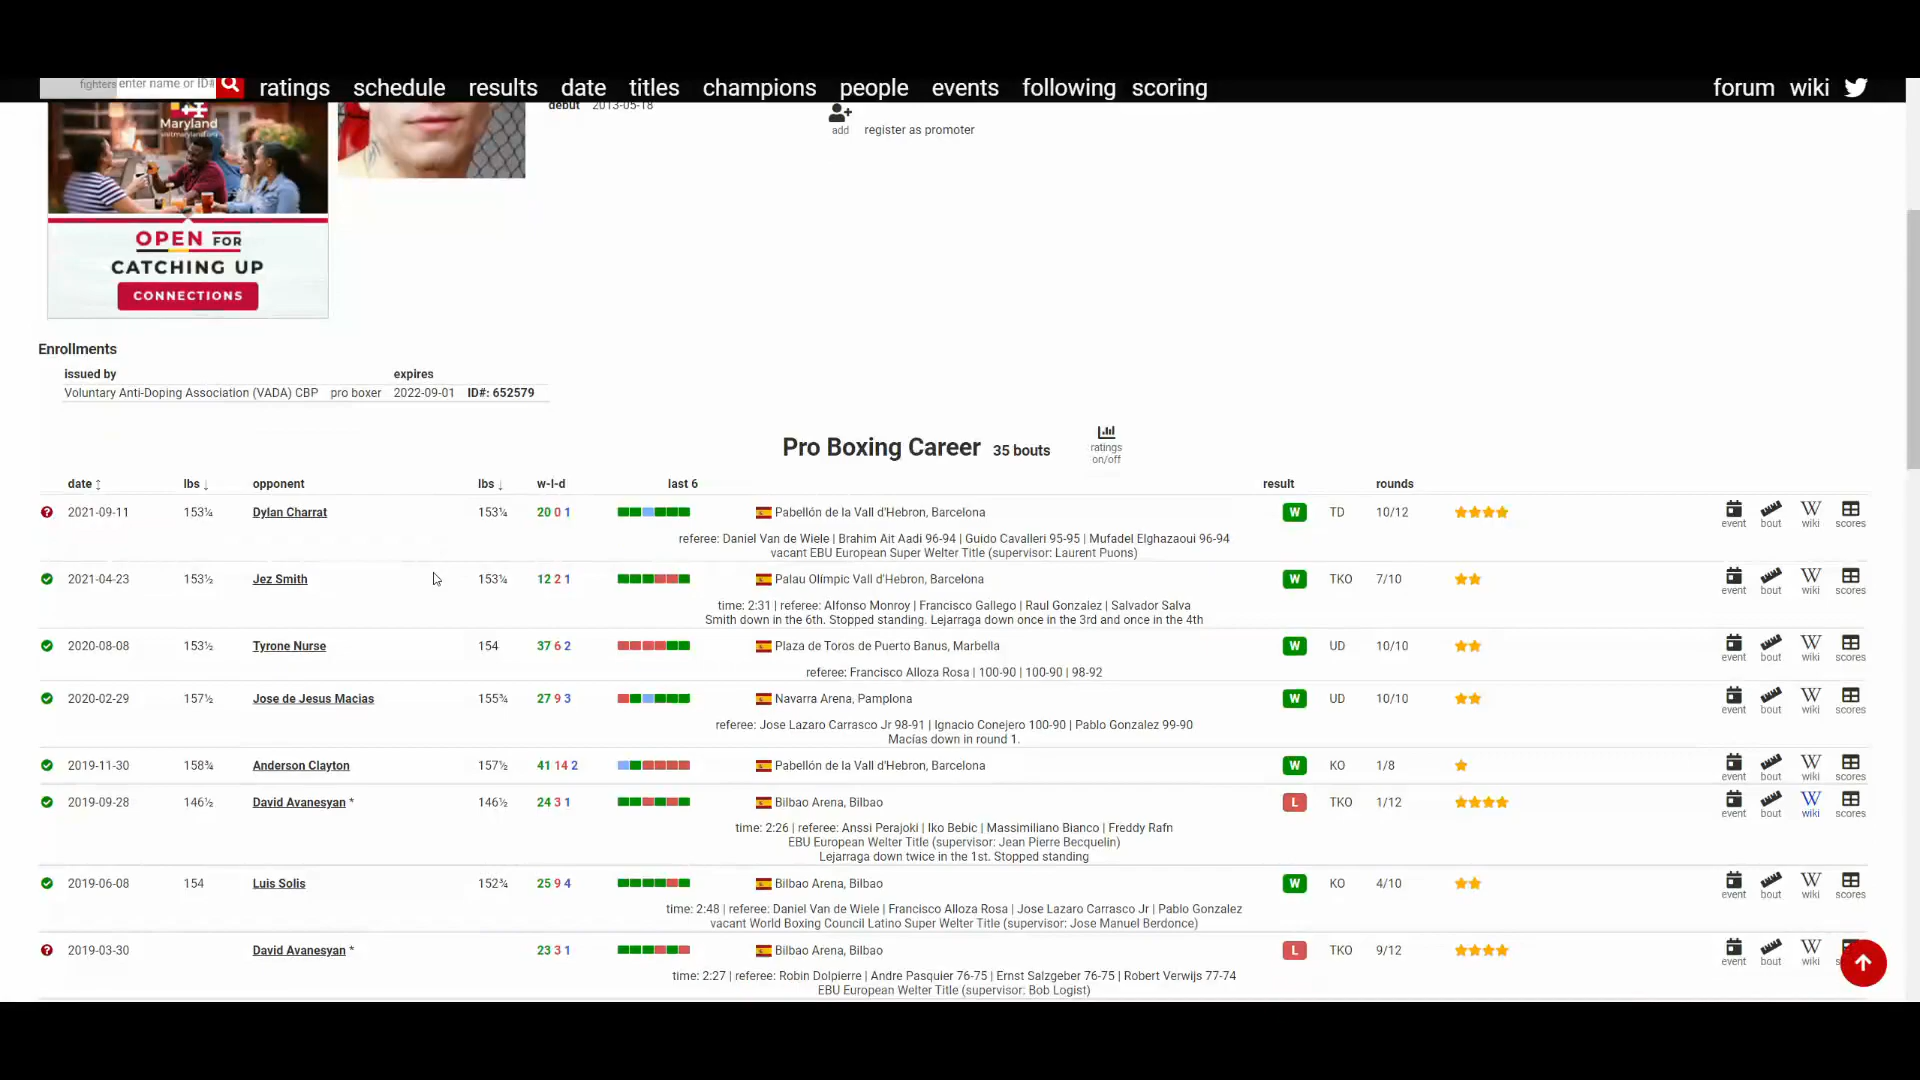 fighters enter name or ID# ratings schedule results date titles champions people events following scoring forum wiki
debut 2013-05-18
Maryland
visitmaryland.org
add register as promoter
OPEN FOR
CATCHING UP
CONNECTIONS
Enrollments
issued by expires
Voluntary Anti-Doping Association (VADA) CBP pro boxer 2022-09-01 ID#: 652579
Pro Boxing Career 35 bouts ratings on/off
date lbs opponent lbs w-l-d last 6 result rounds
2021-09-11 153¼ Dylan Charrat 153¼ 20 0 1 Pabellón de la Vall d'Hebron, Barcelona W TD 10/12 event bout wiki scores
referee: Daniel Van de Wiele | Brahim Ait Aadi 96-94 | Guido Cavalleri 95-95 | Mufadel Elghazaoui 96-94
vacant EBU European Super Welter Title (supervisor: Laurent Puons)
2021-04-23 153½ Jez Smith 153¼ 12 2 1 Palau Olímpic Vall d'Hebron, Barcelona W TKO 7/10 event bout wiki scores
time: 2:31 | referee: Alfonso Monroy | Francisco Gallego | Raul Gonzalez | Salvador Salva
Smith down in the 6th. Stopped standing. Lejarraga down once in the 3rd and once in the 4th
2020-08-08 153½ Tyrone Nurse 154 37 6 2 Plaza de Toros de Puerto Banus, Marbella W UD 10/10 event bout wiki scores
referee: Francisco Alloza Rosa | 100-90 | 100-90 | 98-92
2020-02-29 157½ Jose de Jesus Macias 155¾ 27 9 3 Navarra Arena, Pamplona W UD 10/10 event bout wiki scores
referee: Jose Lazaro Carrasco Jr 98-91 | Ignacio Conejero 100-90 | Pablo Gonzalez 99-90
Macías down in round 1.
2019-11-30 158¾ Anderson Clayton 157½ 41 14 2 Pabellón de la Vall d'Hebron, Barcelona W KO 1/8 event bout wiki scores
2019-09-28 146½ David Avanesyan * 146½ 24 3 1 Bilbao Arena, Bilbao L TKO 1/12 event bout wiki scores
time: 2:26 | referee: Anssi Perajoki | Iko Bebic | Massimiliano Bianco | Freddy Rafn
EBU European Welter Title (supervisor: Jean Pierre Becquelin)
Lejarraga down twice in the 1st. Stopped standing
2019-06-08 154 Luis Solis 152¾ 25 9 4 Bilbao Arena, Bilbao W KO 4/10 event bout wiki scores
time: 2:48 | referee: Daniel Van de Wiele | Francisco Alloza Rosa | Jose Lazaro Carrasco Jr | Pablo Gonzalez
vacant World Boxing Council Latino Super Welter Title (supervisor: Jose Manuel Berdonce)
2019-03-30 David Avanesyan * 23 3 1 Bilbao Arena, Bilbao L TKO 9/12 event bout wiki
time: 2:27 | referee: Robin Dolpierre | Andre Pasquier 76-75 | Ernst Salzgeber 76-75 | Robert Verwijs 77-74
EBU European Welter Title (supervisor: Bob Logist)